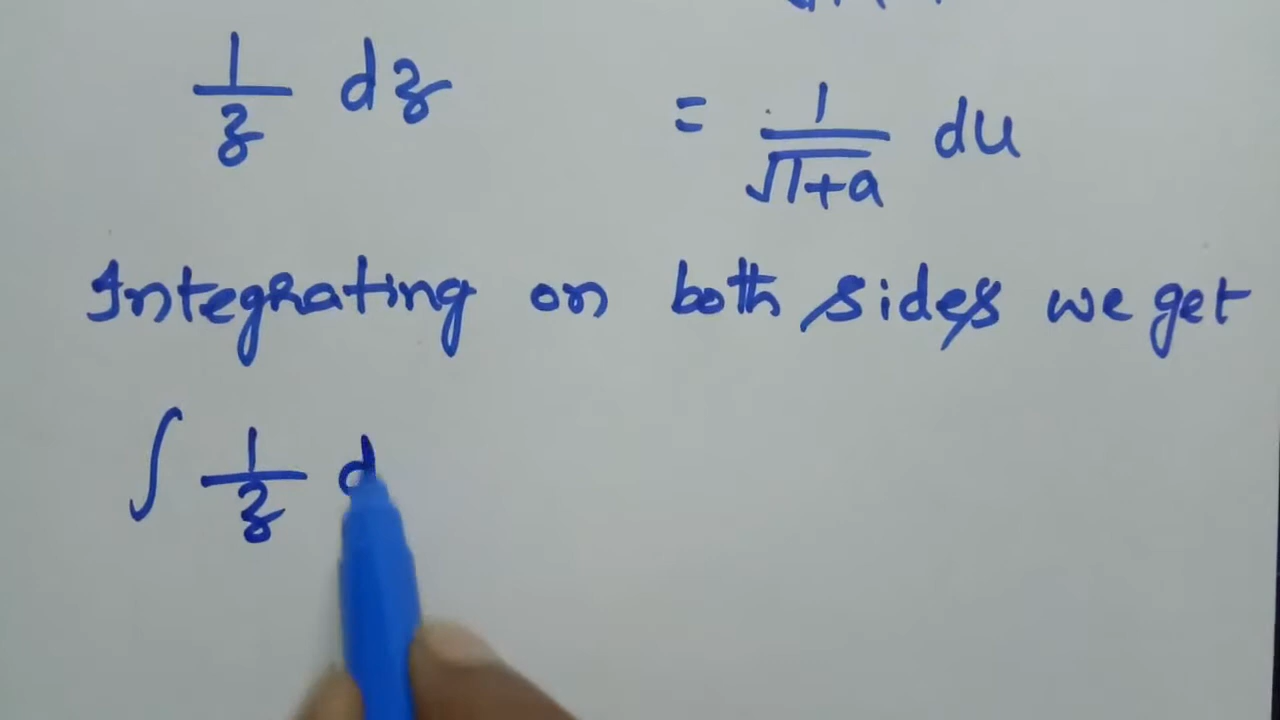 1/z dz = 1/√1+a du
Integrating on both sides we get
∫ 1/z d